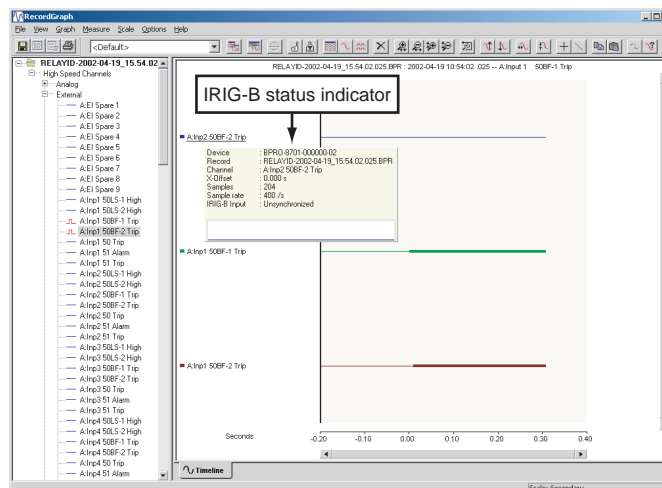 RecordGraph
File View Graph Measure Scale Options Help
<Default>
RELAYID-2002-04-19_15.54.02
High Speed Channels
Analog
External
A:EI Spare 1
A:EI Spare 2
A:EI Spare 3
A:EI Spare 4
A:EI Spare 5
A:EI Spare 6
A:EI Spare 7
A:EI Spare 8
A:EI Spare 9
A:Inp1 50LS-1 High
A:Inp1 50LS-2 High
A:Inp1 50BF-1 Trip
A:Inp1 50BF-2 Trip
A:Inp1 50 Trip
A:Inp1 51 Alarm
A:Inp1 51 Trip
A:Inp2 50LS-1 High
A:Inp2 50LS-2 High
A:Inp2 50BF-1 Trip
A:Inp2 50BF-2 Trip
A:Inp2 50 Trip
A:Inp2 51 Alarm
A:Inp2 51 Trip
A:Inp3 50LS-1 High
A:Inp3 50LS-2 High
A:Inp3 50BF-1 Trip
A:Inp3 50BF-2 Trip
A:Inp3 50 Trip
A:Inp3 51 Alarm
A:Inp3 51 Trip
A:Inp4 50LS-1 High
A:Inp4 50LS-2 High
A:Inp4 50BF-1 Trip
A:Inp4 50BF-2 Trip
A:Inp4 50 Trip
A:Inp4 51 Alarm
RELAYID-2002-04-19_15.54.02.025.BPR : 2002-04-19 10:54:02 .025 -- A:Input 1 50BF-1 Trip
IRIG-B status indicator
A:Inp2 50BF-2 Trip
Device : BPRO-8701-000000-02
Record : RELAYID-2002-04-19_15.54.02.025.BPR
Channel : A:Inp2 50BF-2 Trip
X-Offset : 0.000 s
Samples : 204
Sample rate : 400 /s
IRIG-B Input : Unsynchronized
A:Inp1 50BF-1 Trip
A:Inp1 50BF-2 Trip
Seconds
-0.20 -0.10 0.00 0.10 0.20 0.30 0.40
Timeline